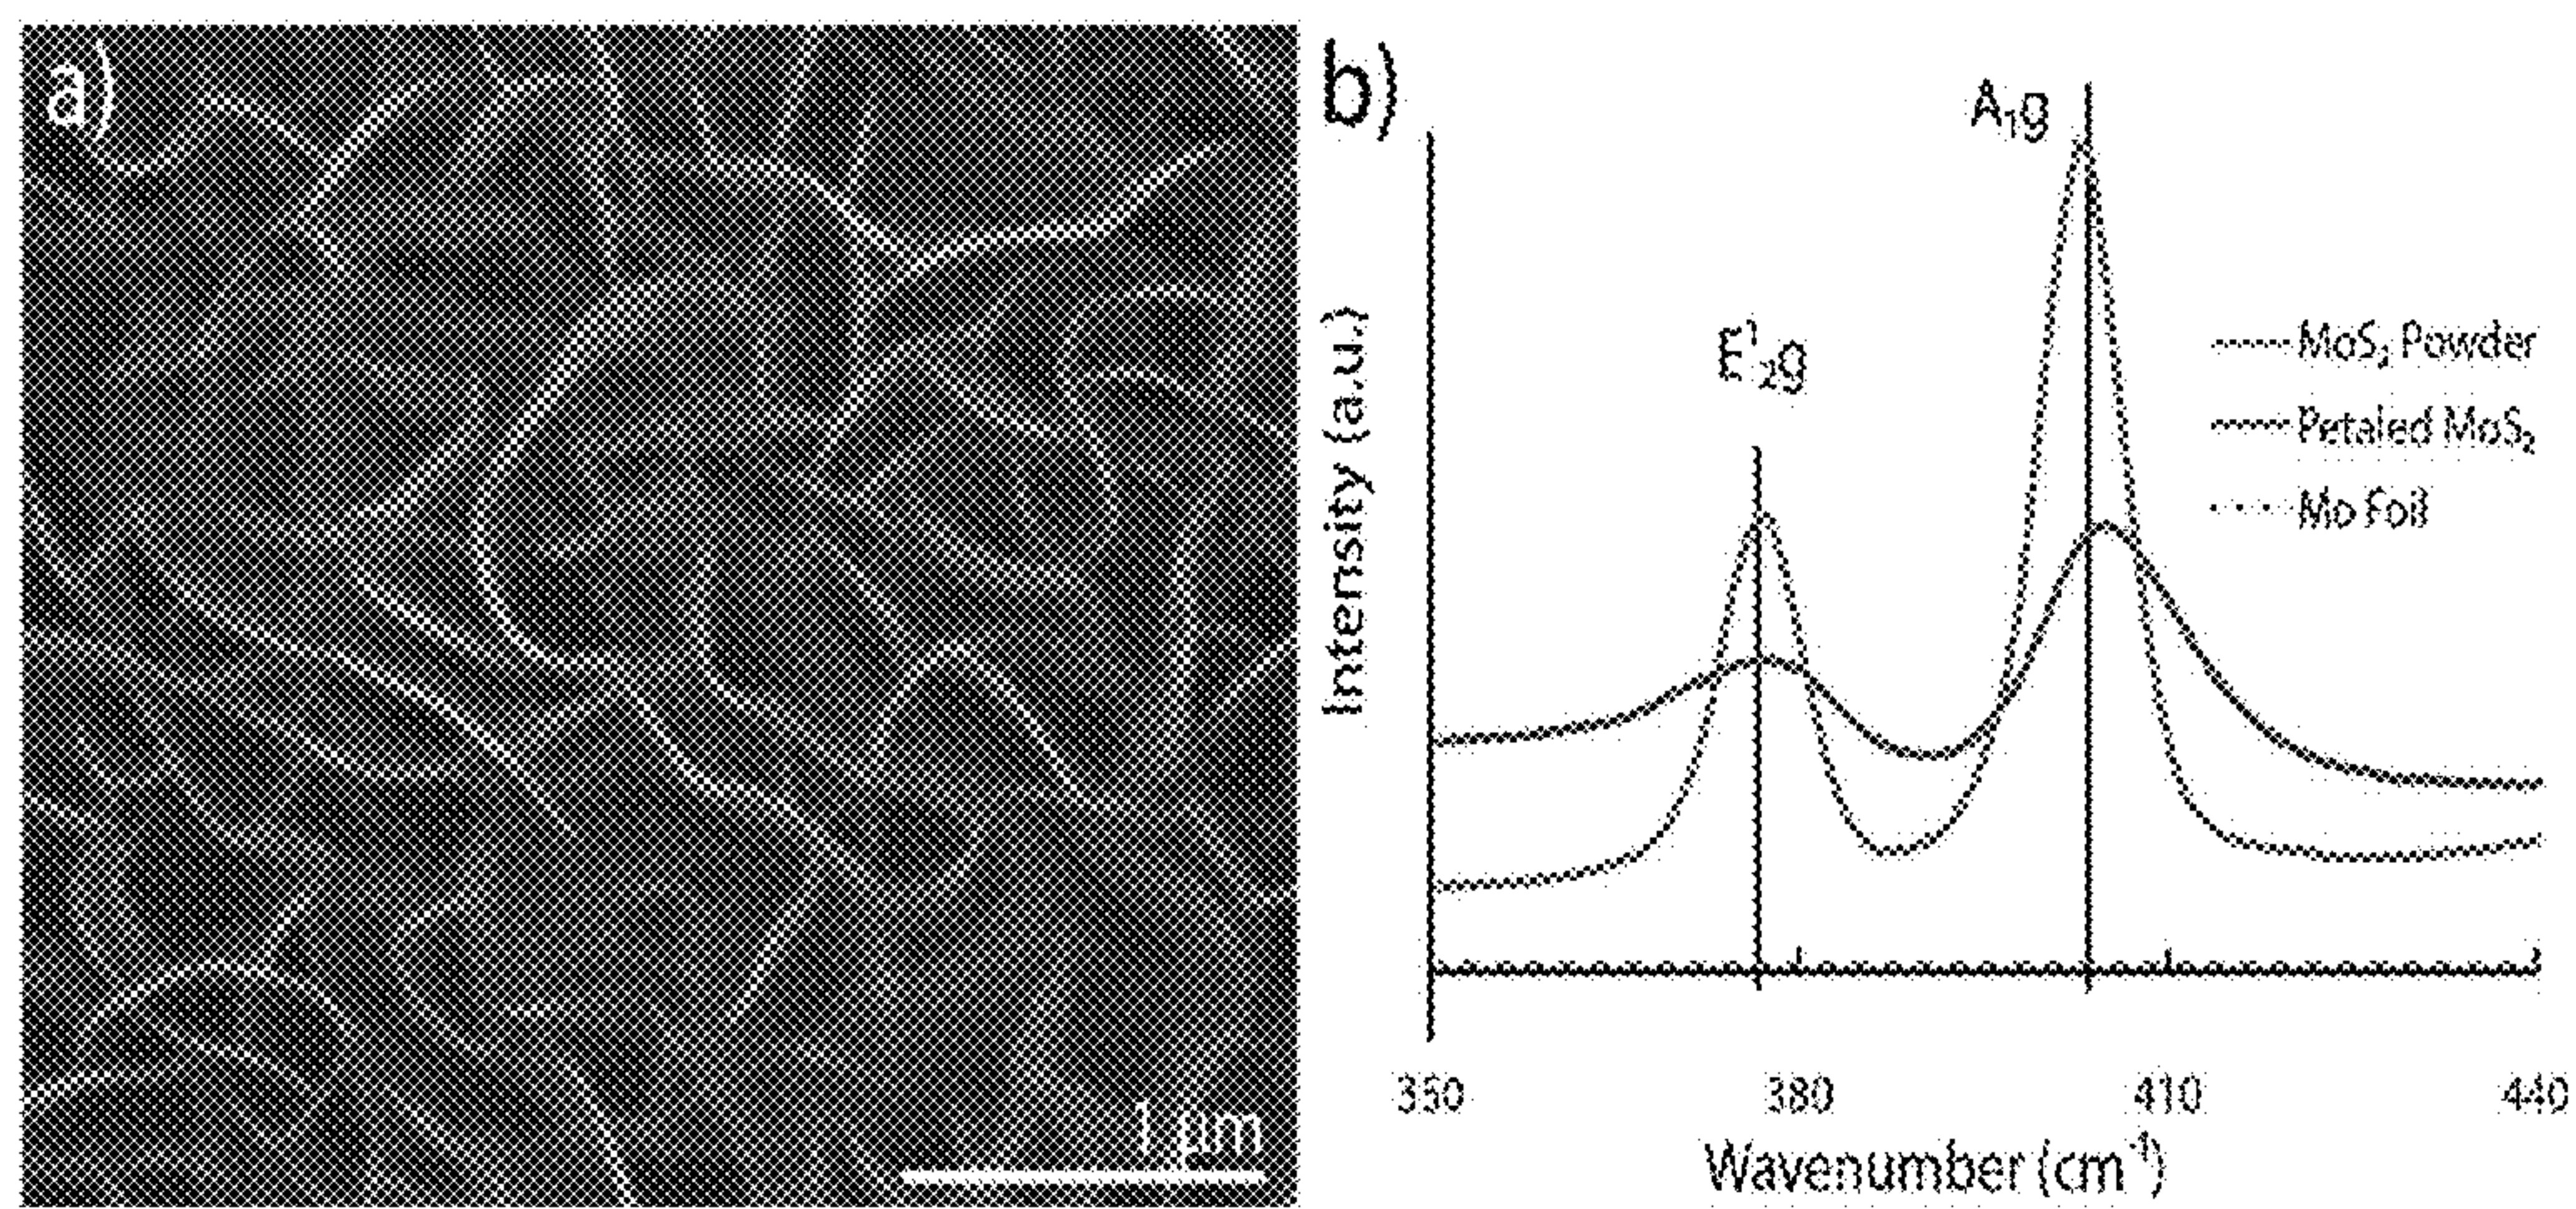 a)
1 μm
b)
A₁g
E¹₂g
Intensity (a.u.)
MoS₂ Powder
Petaled MoS₂
Mo Foil
350 380 410 440
Wavenumber (cm⁻¹)